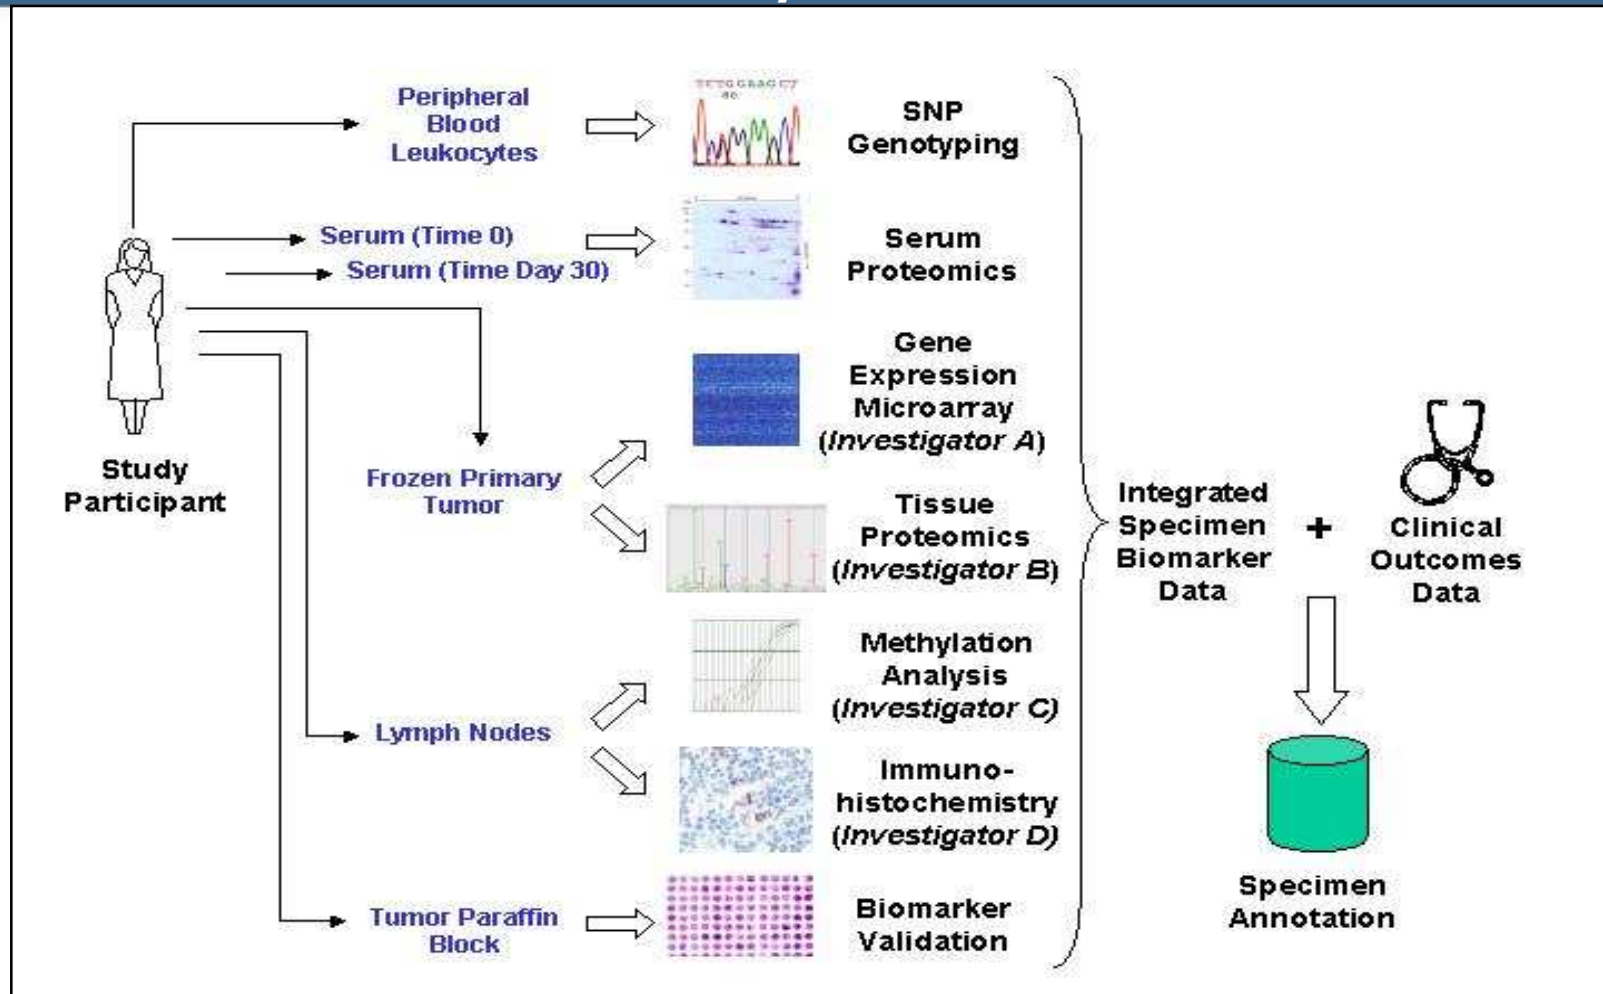 Peripheral
Blood
Leukocytes
TCTGGRAGCT
SNP
Genotyping
Serum (Time 0)
Serum (Time Day 30)
Serum
Proteomics
Study
Participant
Frozen Primary
Tumor
Gene
Expression
Microarray
(Investigator A)
Tissue
Proteomics
(Investigator B)
Lymph Nodes
Methylation
Analysis
(Investigator C)
Immuno-
histochemistry
(Investigator D)
Tumor Paraffin
Block
Biomarker
Validation
Integrated
Specimen
Biomarker
Data
+
Clinical
Outcomes
Data
Specimen
Annotation